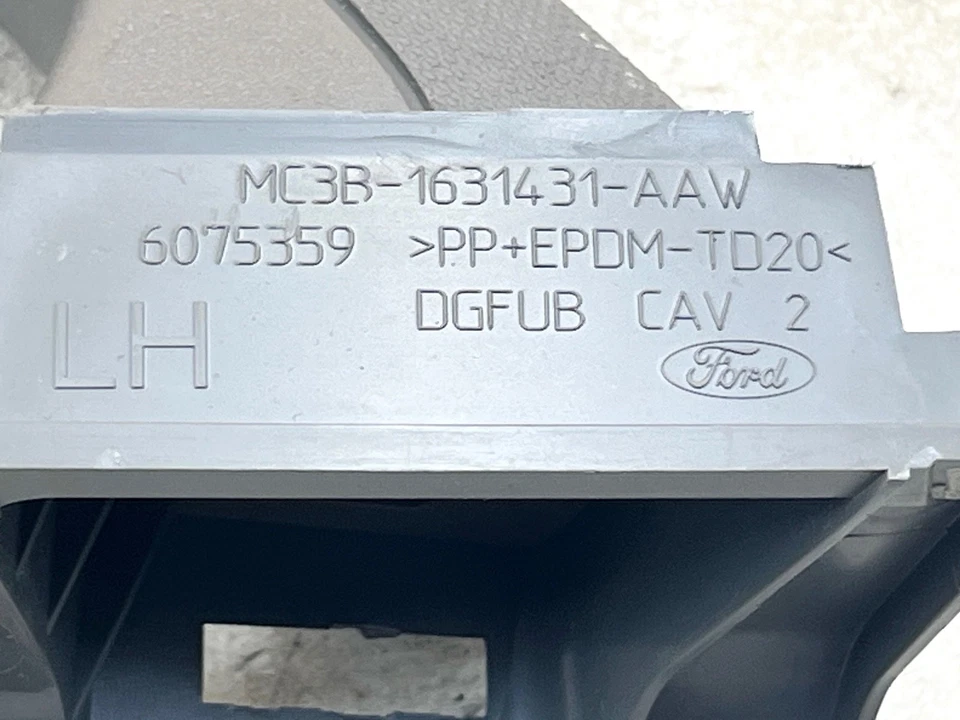 MC3B-1631431-AAW
6075359 >PP+EPDM-TD20<
DGFUB CAV 2
LH
Ford